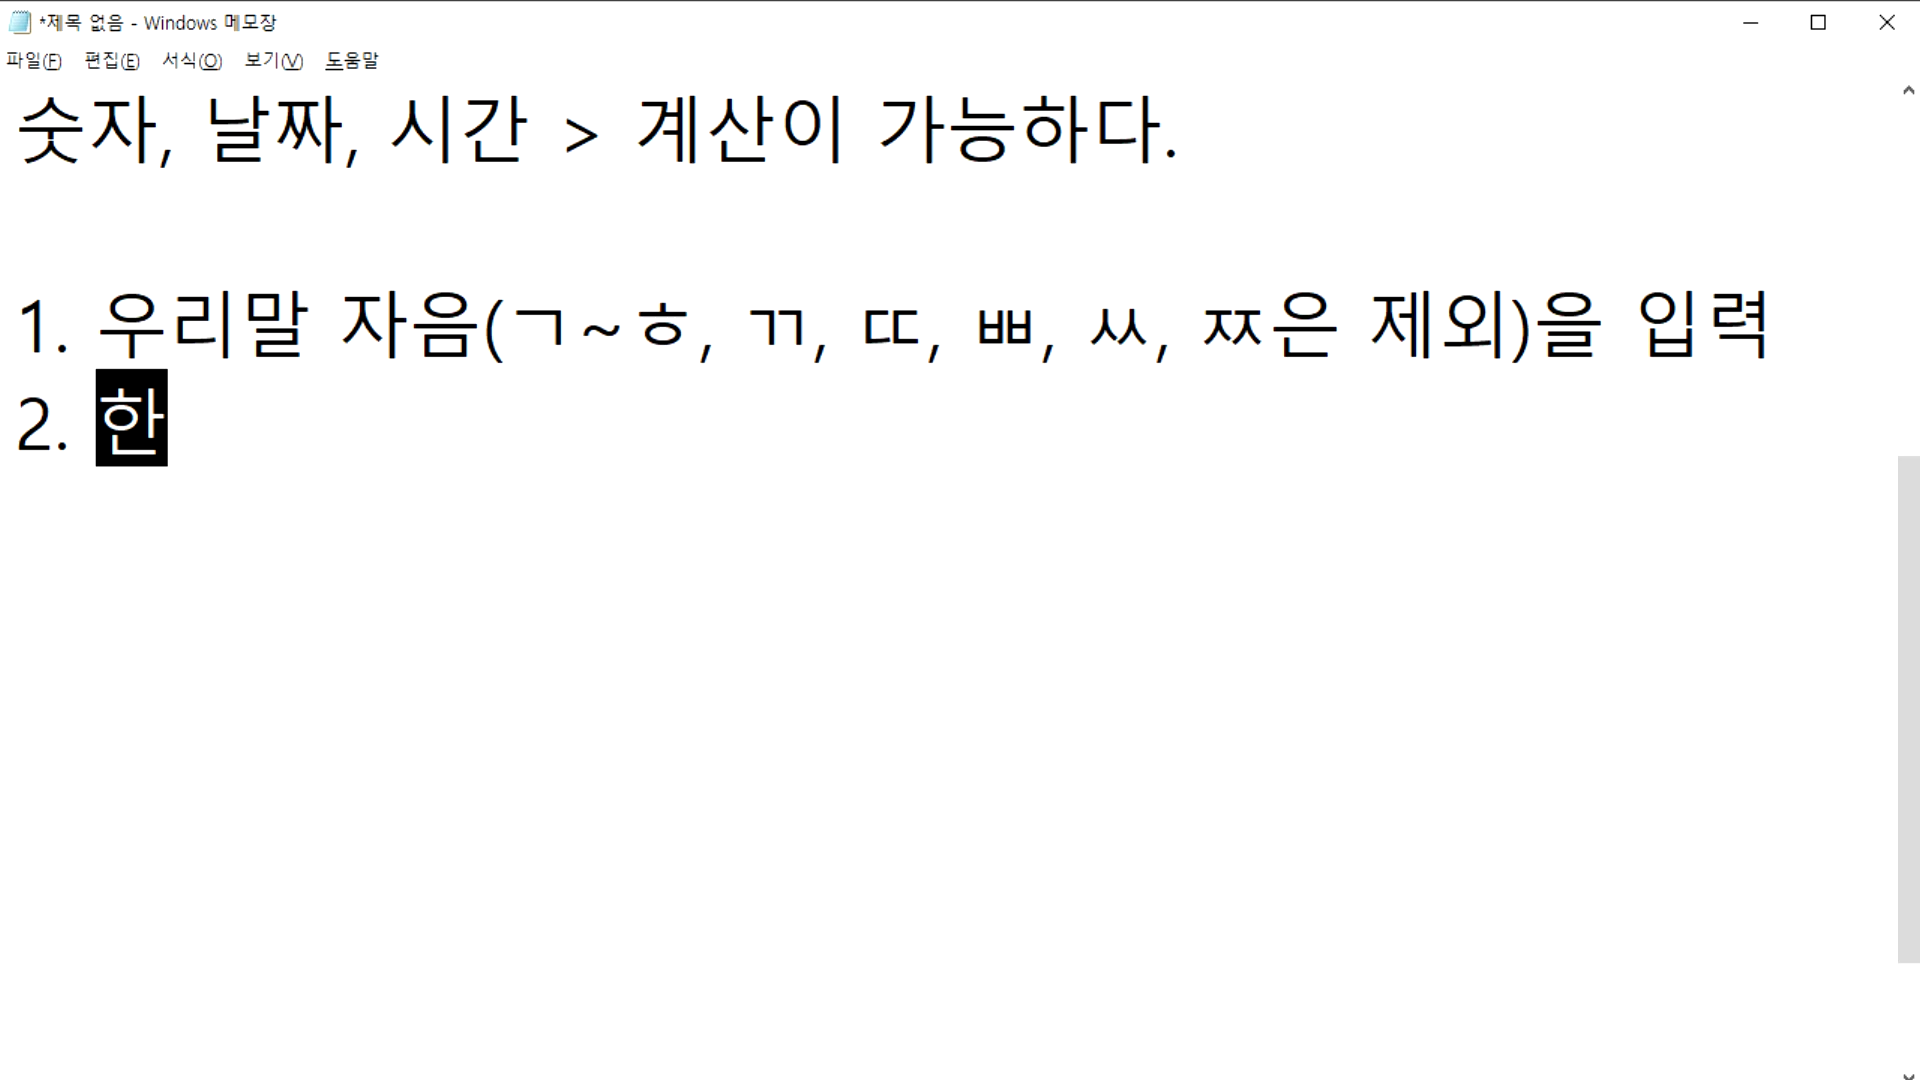 *제목 없음 - Windows 메모장
파일(F) 편집(E) 서식(O) 보기(V) 도움말
숫자, 날짜, 시간 > 계산이 가능하다.
1. 우리말 자음(ㄱ~ㅎ, ㄲ, ㄸ, ㅃ, ㅆ, ㅉ은 제외)을 입력
2. 한